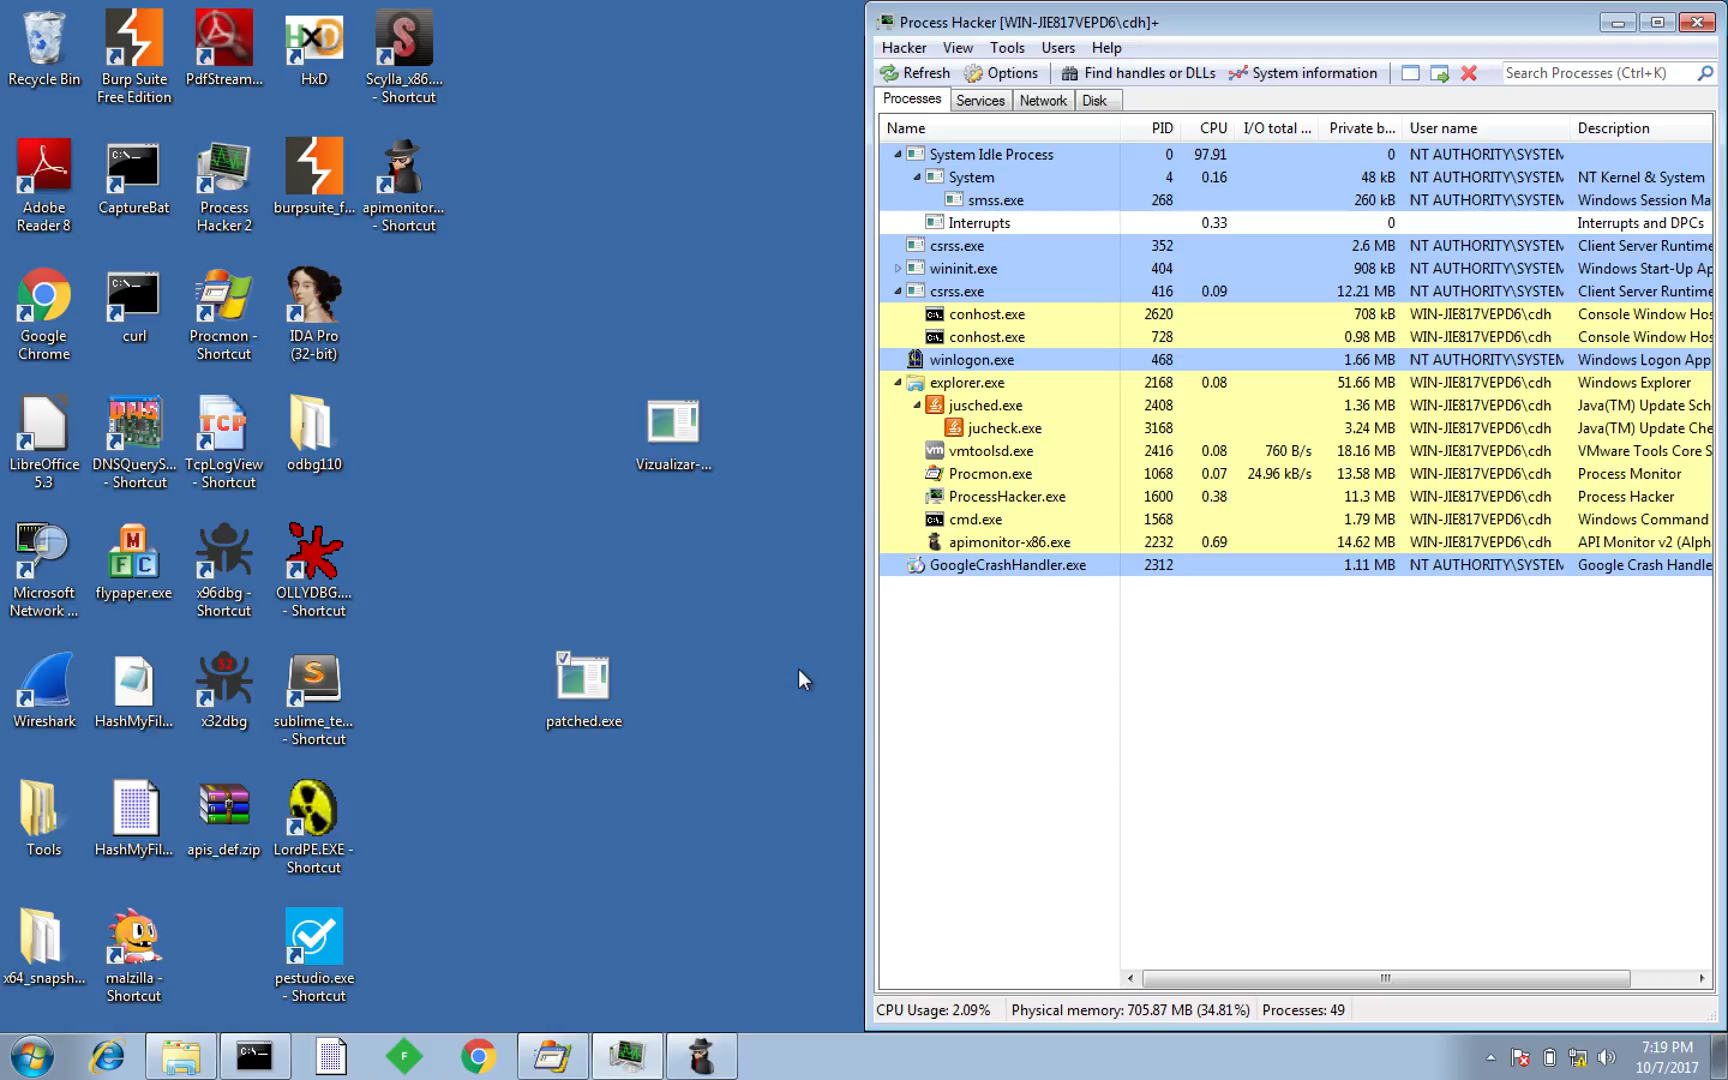 Recycle Bin
Burp Suite
Free Edition
PdfStream...
HxD
Scylla_x86....
- Shortcut
Adobe
Reader 8
CaptureBat
Process
Hacker 2
burpsuite_f...
apimonitor...
- Shortcut
Google
Chrome
curl
Procmon -
Shortcut
IDA Pro
(32-bit)
LibreOffice
5.3
DNSQueryS...
- Shortcut
TcpLogView
- Shortcut
odbg110
Vizualizar-...
Microsoft
Network ...
flypaper.exe
x96dbg -
Shortcut
OLLYDBG....
- Shortcut
Wireshark
HashMyFil...
x32dbg
sublime_te...
- Shortcut
patched.exe
Tools
HashMyFil...
apis_def.zip
LordPE.EXE -
Shortcut
x64_snapsh...
malzilla -
Shortcut
pestudio.exe
- Shortcut
Process Hacker [WIN-JIE817VEPD6\cdh]+
Hacker View Tools Users Help
Refresh Options Find handles or DLLs System information Search Processes (Ctrl+K)
Processes Services Network Disk
Name PID CPU I/O total ... Private b... User name Description
System Idle Process 0 97.91 0 NT AUTHORITY\SYSTEM
System 4 0.16 48 kB NT AUTHORITY\SYSTEM NT Kernel & System
smss.exe 268 260 kB NT AUTHORITY\SYSTEM Windows Session Ma
Interrupts 0.33 0 Interrupts and DPCs
csrss.exe 352 2.6 MB NT AUTHORITY\SYSTEM Client Server Runtime
wininit.exe 404 908 kB NT AUTHORITY\SYSTEM Windows Start-Up Ap
csrss.exe 416 0.09 12.21 MB NT AUTHORITY\SYSTEM Client Server Runtime
conhost.exe 2620 708 kB WIN-JIE817VEPD6\cdh Console Window Hos
conhost.exe 728 0.98 MB WIN-JIE817VEPD6\cdh Console Window Hos
winlogon.exe 468 1.66 MB NT AUTHORITY\SYSTEM Windows Logon App
explorer.exe 2168 0.08 51.66 MB WIN-JIE817VEPD6\cdh Windows Explorer
jusched.exe 2408 1.36 MB WIN-JIE817VEPD6\cdh Java(TM) Update Sch
jucheck.exe 3168 3.24 MB WIN-JIE817VEPD6\cdh Java(TM) Update Che
vmtoolsd.exe 2416 0.08 760 B/s 18.16 MB WIN-JIE817VEPD6\cdh VMware Tools Core S
Procmon.exe 1068 0.07 24.96 kB/s 13.58 MB WIN-JIE817VEPD6\cdh Process Monitor
ProcessHacker.exe 1600 0.38 11.3 MB WIN-JIE817VEPD6\cdh Process Hacker
cmd.exe 1568 1.79 MB WIN-JIE817VEPD6\cdh Windows Command
apimonitor-x86.exe 2232 0.69 14.62 MB WIN-JIE817VEPD6\cdh API Monitor v2 (Alph
GoogleCrashHandler.exe 2312 1.11 MB NT AUTHORITY\SYSTEM Google Crash Handle
CPU Usage: 2.09% Physical memory: 705.87 MB (34.81%) Processes: 49
7:19 PM
10/7/2017